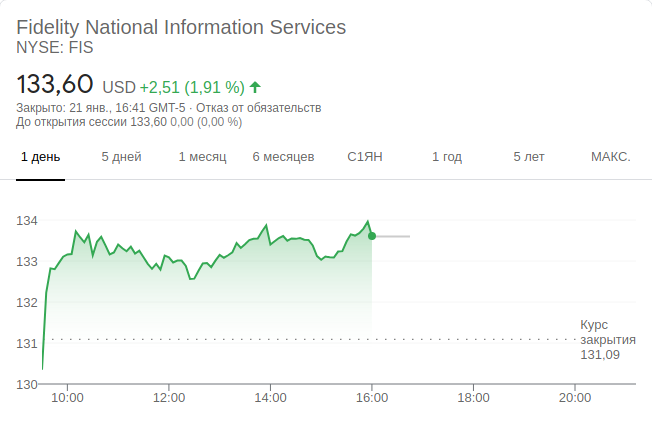 Fidelity National Information Services
NYSE: FIS
133,60 USD +2,51 (1,91 %)
Закрыто: 21 янв., 16:41 GMT-5 · Отказ от обязательств
До открытия сессии 133,60 0,00 (0,00 %)
1 день 5 дней 1 месяц 6 месяцев С1ЯН 1 год 5 лет МАКС.
134
133
132
131
130
Курс
закрытия
131,09
10:00 12:00 14:00 16:00 18:00 20:00